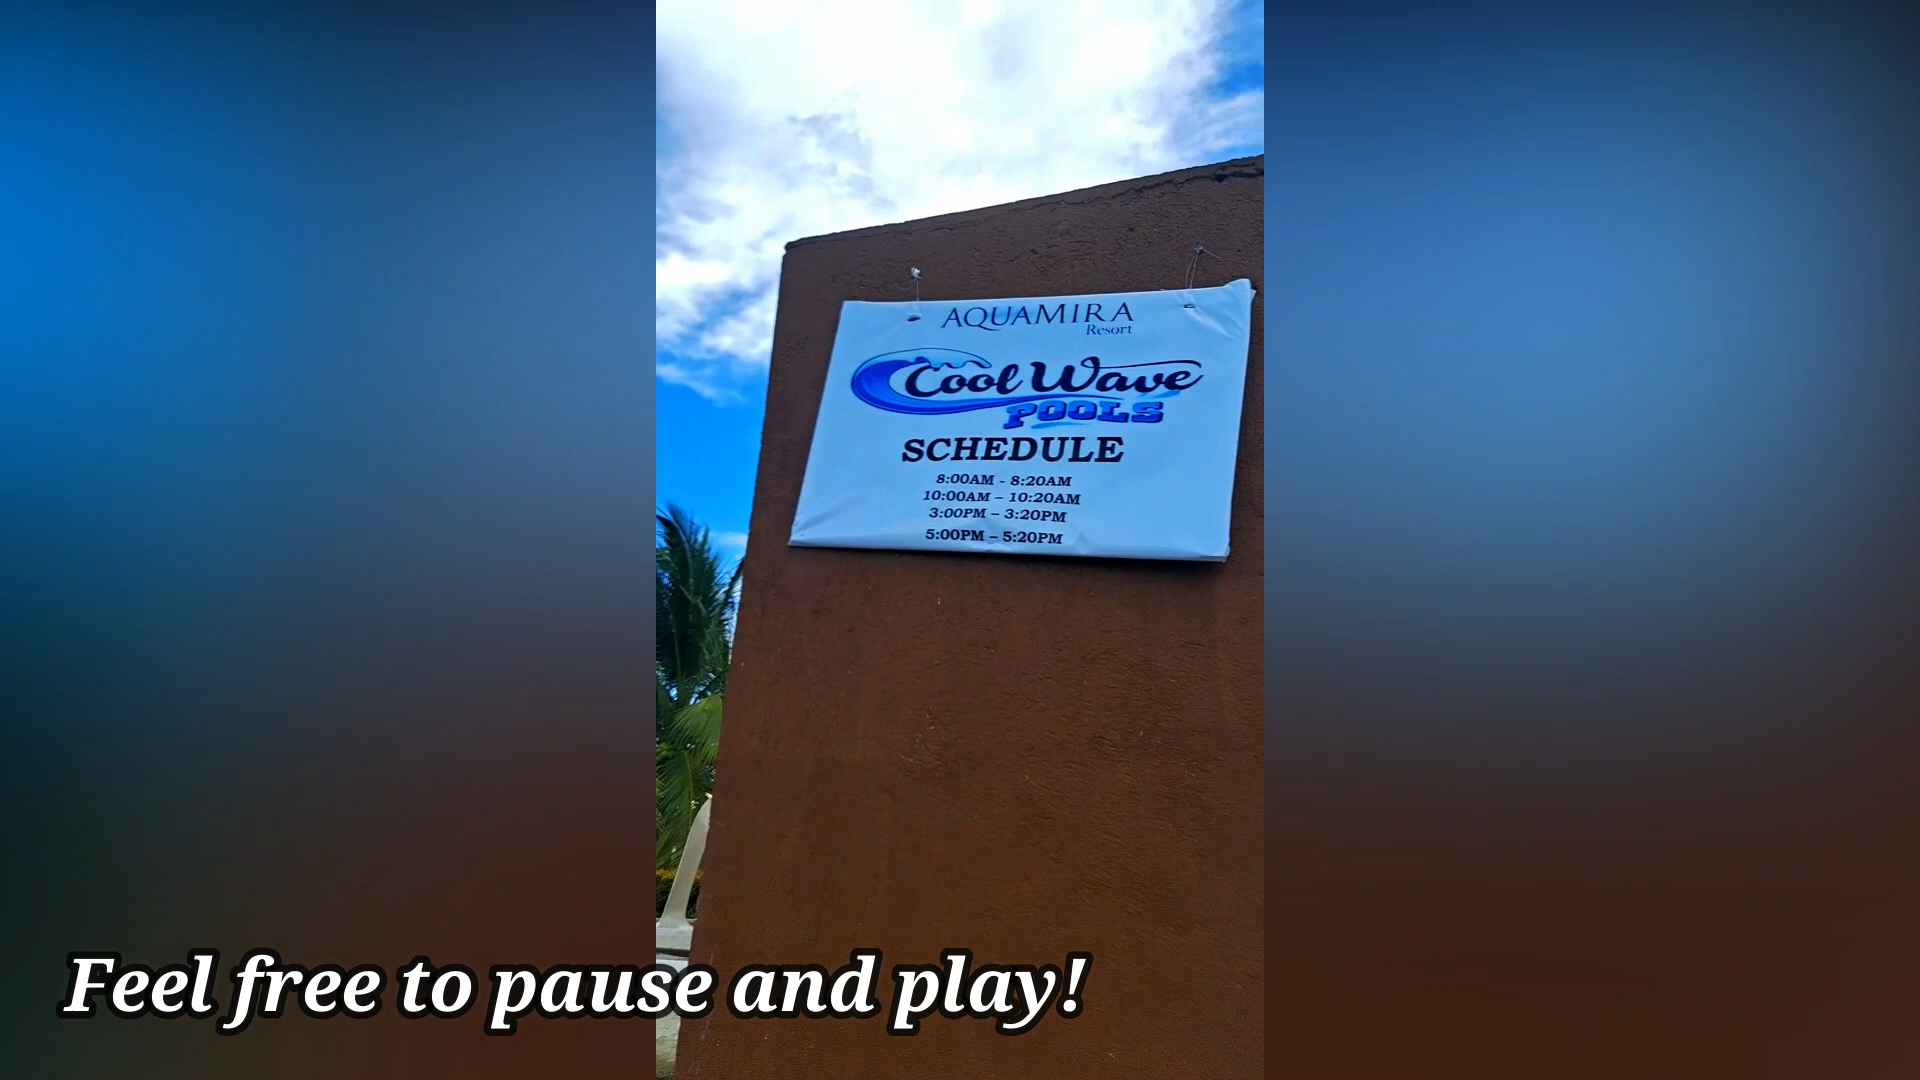 AQUAMIRA
Resort
Cool Wave
POOLS
SCHEDULE
8:00AM - 8:20AM
10:00AM – 10:20AM
3:00PM – 3:20PM
5:00PM – 5:20PM
Feel free to pause and play!